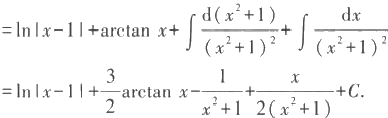 =ln|x-1|+arctan x+∫ d(x²+1)/(x²+1)² + ∫ dx/(x²+1)²
=ln|x-1|+3/2 arctan x- 1/(x²+1) + x/(2(x²+1)) +C.